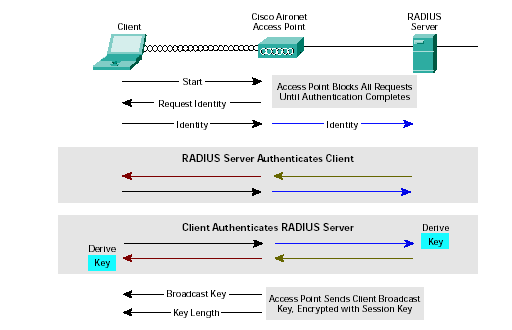 Client
Cisco Aironet
Access Point
RADIUS
Server
Start
Access Point Blocks All Requests
Until Authentication Completes
Request Identity
Identity
Identity
RADIUS Server Authenticates Client
Client Authenticates RADIUS Server
Derive
Key
Derive
Key
Broadcast Key
Access Point Sends Client Broadcast
Key, Encrypted with Session Key
Key Length